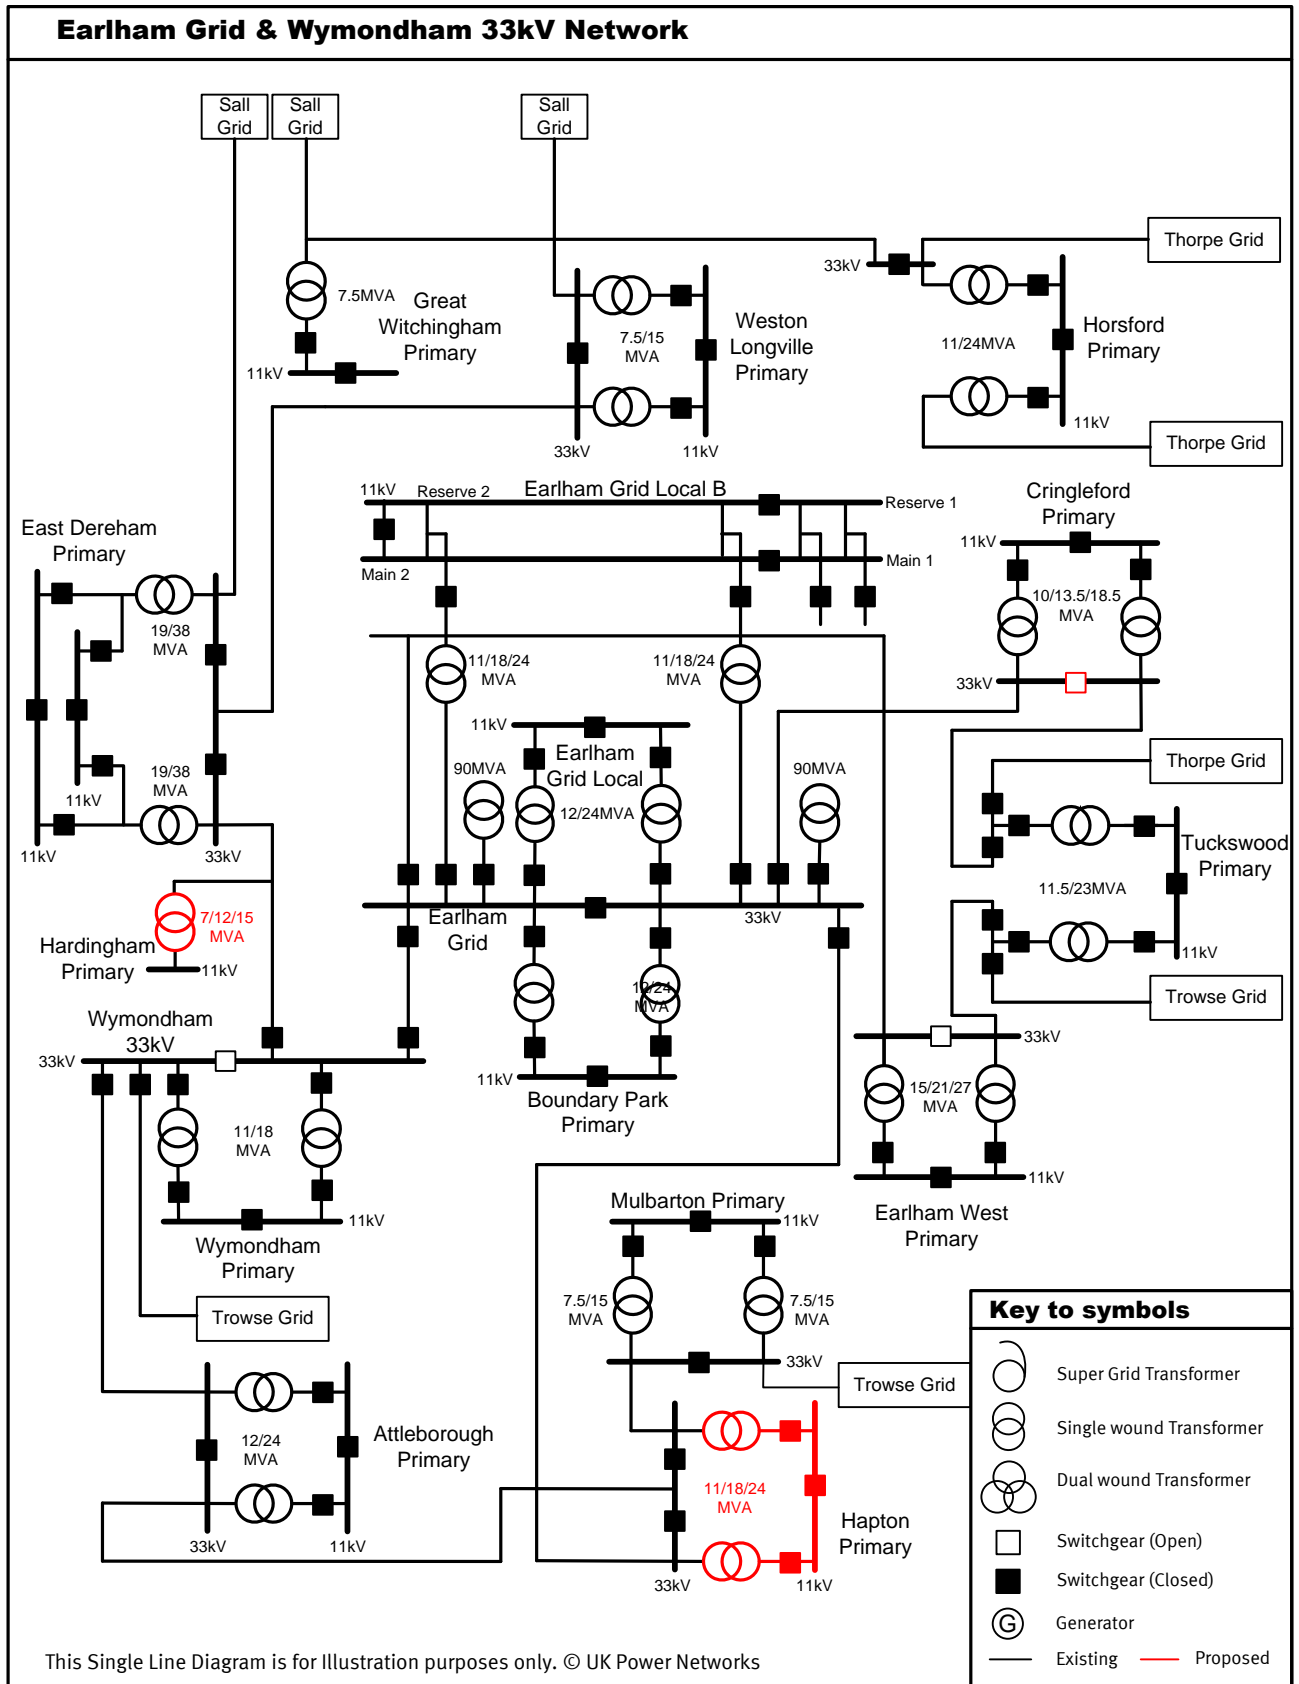 Earlham Grid & Wymondham 33kV Network
Sall
Grid
Sall
Grid
Sall
Grid
Thorpe Grid
33kV
7.5MVA
Great
Witchingham
Primary
11kV
7.5/15
MVA
Weston
Longville
Primary
33kV
11kV
11/24MVA
Horsford
Primary
11kV
Thorpe Grid
11kV
Reserve 2
Earlham Grid Local B
Reserve 1
Main 2
Main 1
Cringleford
Primary
11kV
10/13.5/18.5
MVA
33kV
East Dereham
Primary
19/38
MVA
19/38
MVA
11kV
11kV
33kV
11/18/24
MVA
11/18/24
MVA
11kV
Earlham
Grid Local
90MVA
12/24MVA
90MVA
Thorpe Grid
Tuckswood
Primary
11.5/23MVA
11kV
Trowse Grid
Earlham
Grid
33kV
7/12/15
MVA
Hardingham
Primary
11kV
12/24
MVA
11kV
Boundary Park
Primary
Wymondham
33kV
33kV
11/18
MVA
11kV
Wymondham
Primary
Trowse Grid
33kV
15/21/27
MVA
11kV
Earlham West
Primary
Mulbarton Primary
11kV
7.5/15
MVA
7.5/15
MVA
33kV
Trowse Grid
12/24
MVA
Attleborough
Primary
33kV
11kV
11/18/24
MVA
Hapton
Primary
33kV
11kV
Key to symbols
Super Grid Transformer
Single wound Transformer
Dual wound Transformer
Switchgear (Open)
Switchgear (Closed)
G
Generator
Existing
Proposed
This Single Line Diagram is for Illustration purposes only. © UK Power Networks